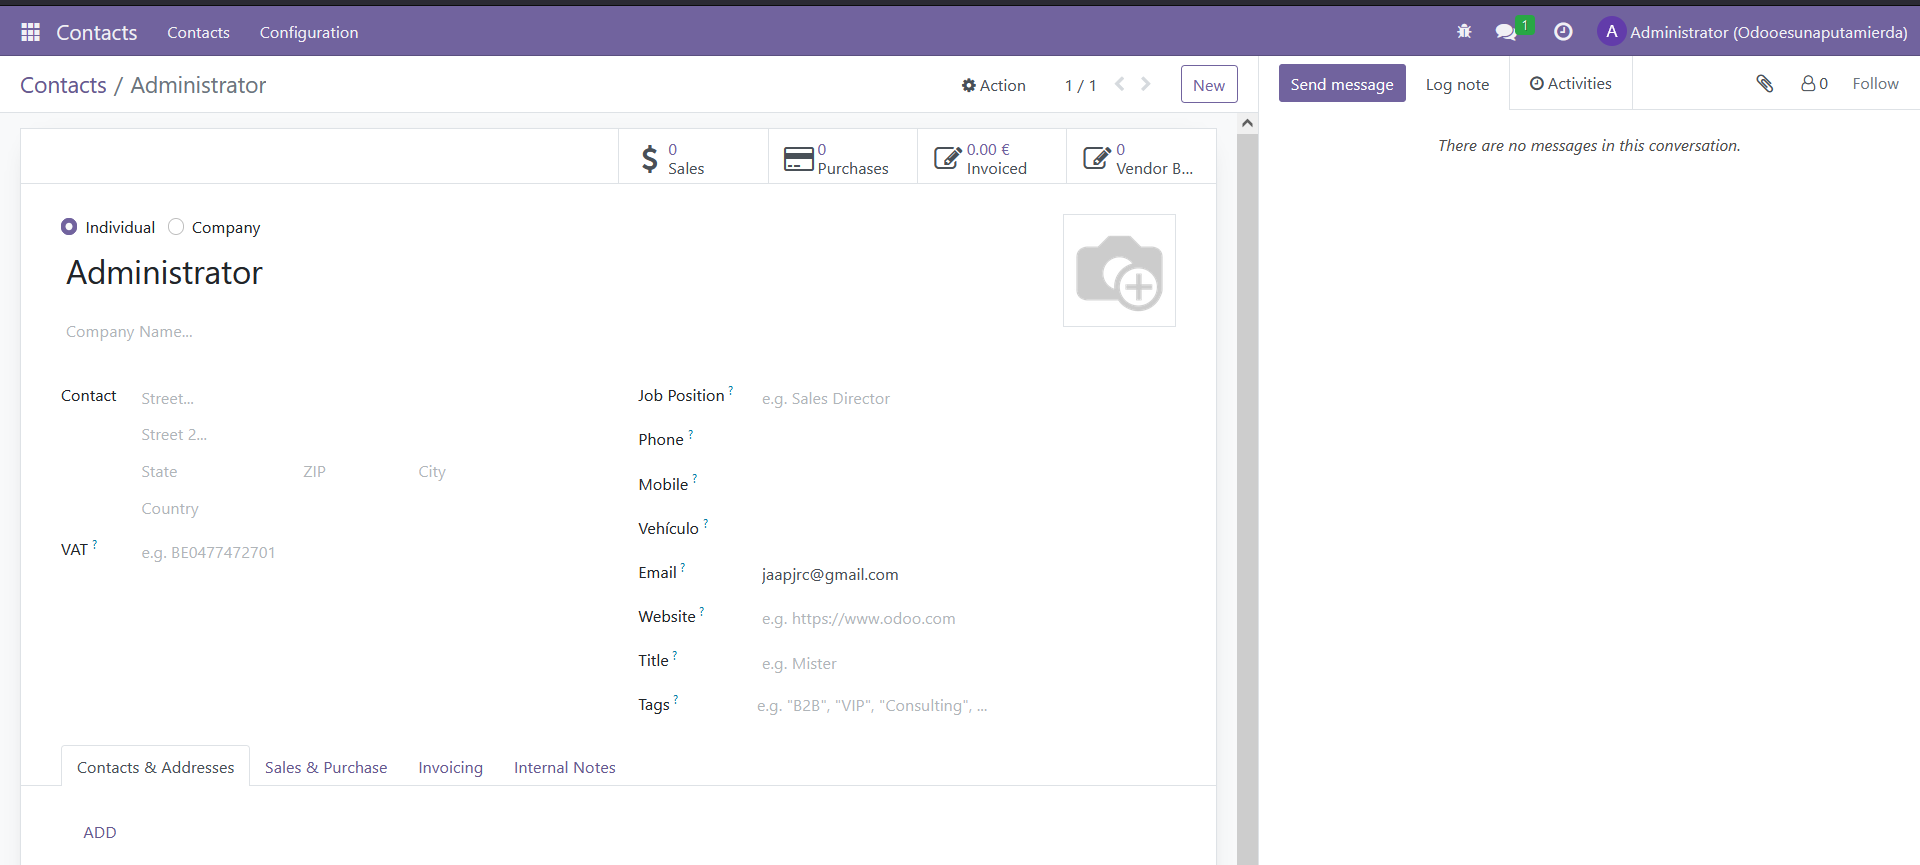 Contacts Contacts Configuration 1 A Administrator (Odooesunaputamierda)
Contacts / Administrator Action 1 / 1 New Send message Log note Activities 0 Follow
There are no messages in this conversation.
0 Sales
0 Purchases
0.00 € Invoiced
0 Vendor B...
Individual Company
Administrator
Company Name...
Contact Street...
Street 2...
State ZIP City
Country
VAT ? e.g. BE0477472701
Job Position ? e.g. Sales Director
Phone ?
Mobile ?
Vehículo ?
Email ? jaapjrc@gmail.com
Website ? e.g. https://www.odoo.com
Title ? e.g. Mister
Tags ? e.g. "B2B", "VIP", "Consulting", ...
Contacts & Addresses Sales & Purchase Invoicing Internal Notes
ADD